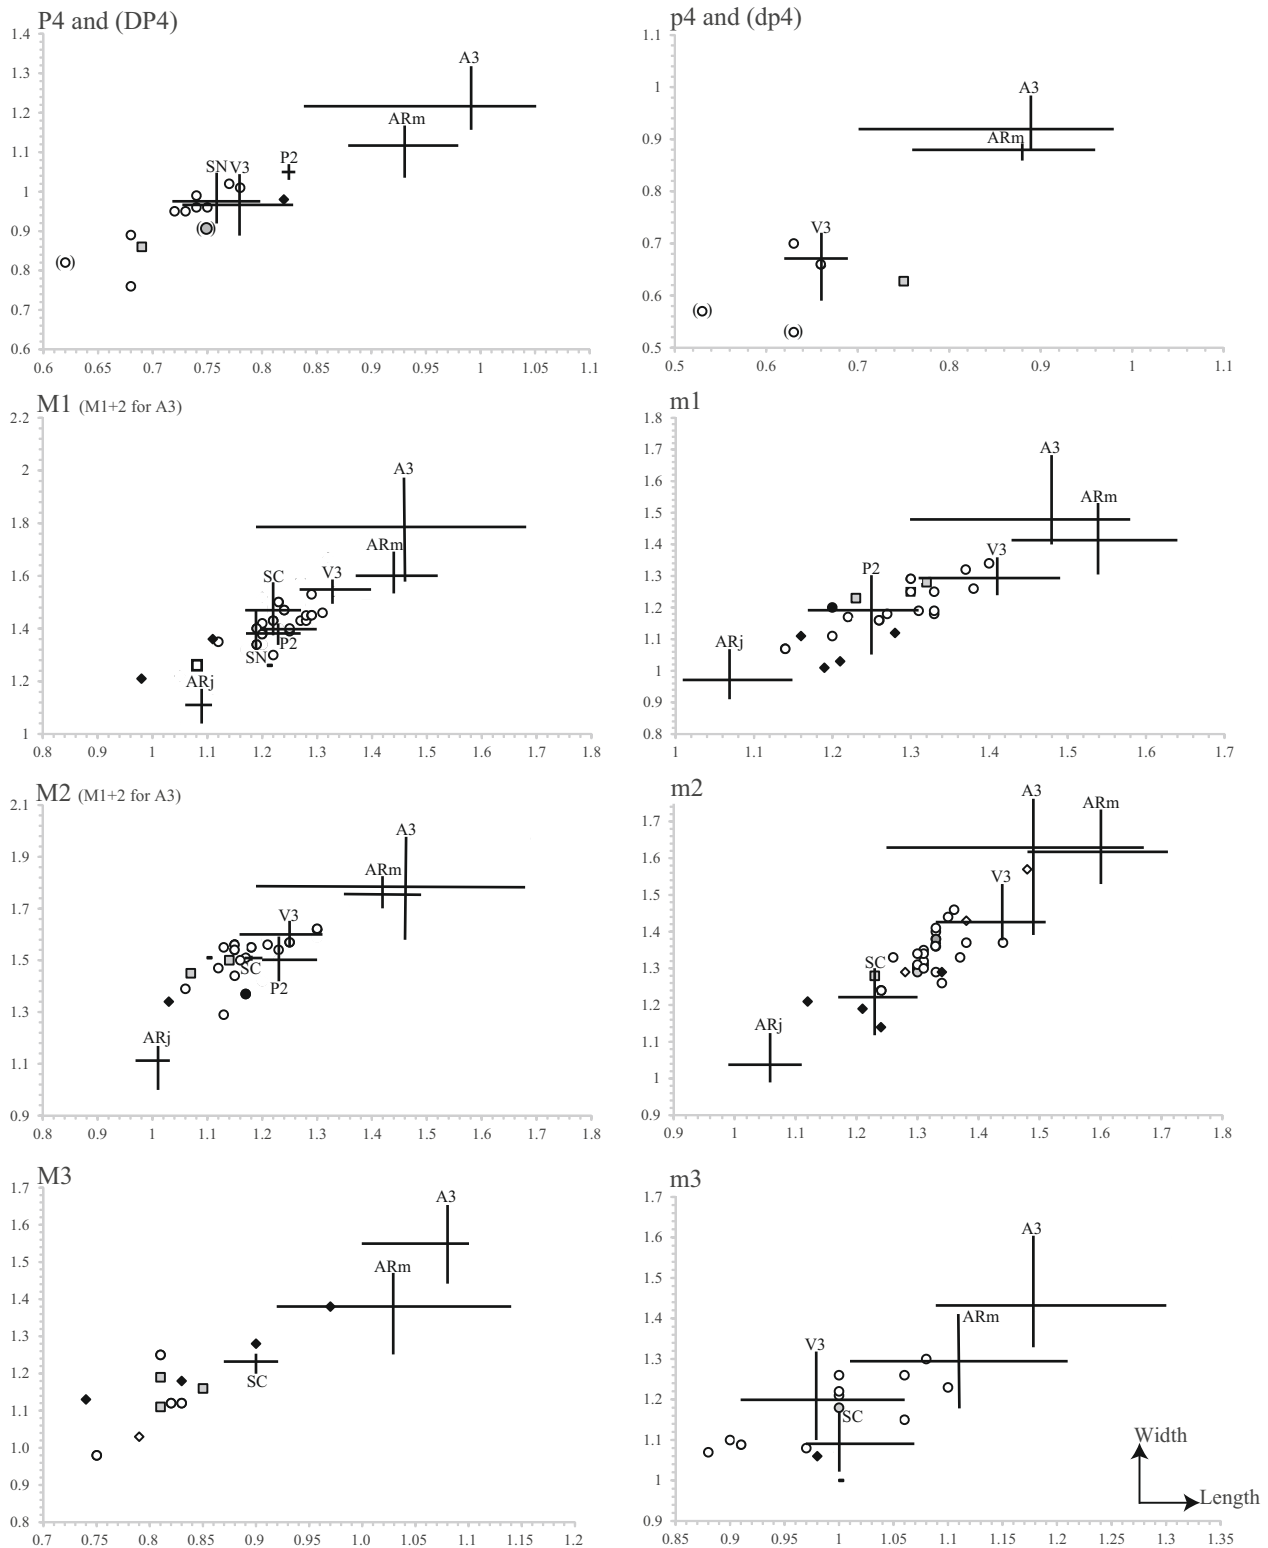 P4 and (DP4)
1.4
1.3
1.2
1.1
1
0.9
0.8
0.7
0.6
A3
ARm
P2
SN V3
( )
( )
0.6 0.7 0.75 0.8 0.85 0.9 0.95 1 1.05 1.1
p4 and (dp4)
1.1
1
0.9
0.8
0.7
0.6
0.5
A3
ARm
V3
( )
( )
0.5 0.6 0.7 0.8 0.9 1 1.1
M1 (M1+2 for A3)
2.2
2
1.8
1.6
1.4
1.2
1
A3
ARm
SC V3
P2
SN
ARj
0.8 0.9 1 1.1 1.2 1.3 1.4 1.5 1.6 1.7 1.8
m1
1.8
1.7
1.6
1.5
1.4
1.3
1.2
1.1
1
0.9
0.8
A3
ARm
V3
P2
ARj
1 1.1 1.2 1.3 1.4 1.5 1.6 1.7
M2 (M1+2 for A3)
2.1
1.9
1.7
1.5
1.3
1.1
0.9
A3
ARm
V3
SC
P2
ARj
0.8 0.9 1 1.1 1.2 1.3 1.4 1.5 1.6 1.7 1.8
m2
1.7
1.6
1.5
1.4
1.3
1.2
1.1
1
0.9
A3
ARm
V3
SC
ARj
0.9 1 1.1 1.2 1.3 1.4 1.5 1.6 1.7 1.8
M3
1.7
1.6
1.5
1.4
1.3
1.2
1.1
1.0
0.9
0.8
A3
ARm
SC
0.7 0.75 0.8 0.85 0.9 0.95 1.0 1.05 1.1 1.2
m3
1.7
1.6
1.5
1.4
1.3
1.2
1.1
1
0.9
A3
ARm
V3
SC
Width
Length
0.85 0.9 0.95 1 1.05 1.1 1.15 1.2 1.25 1.3 1.35